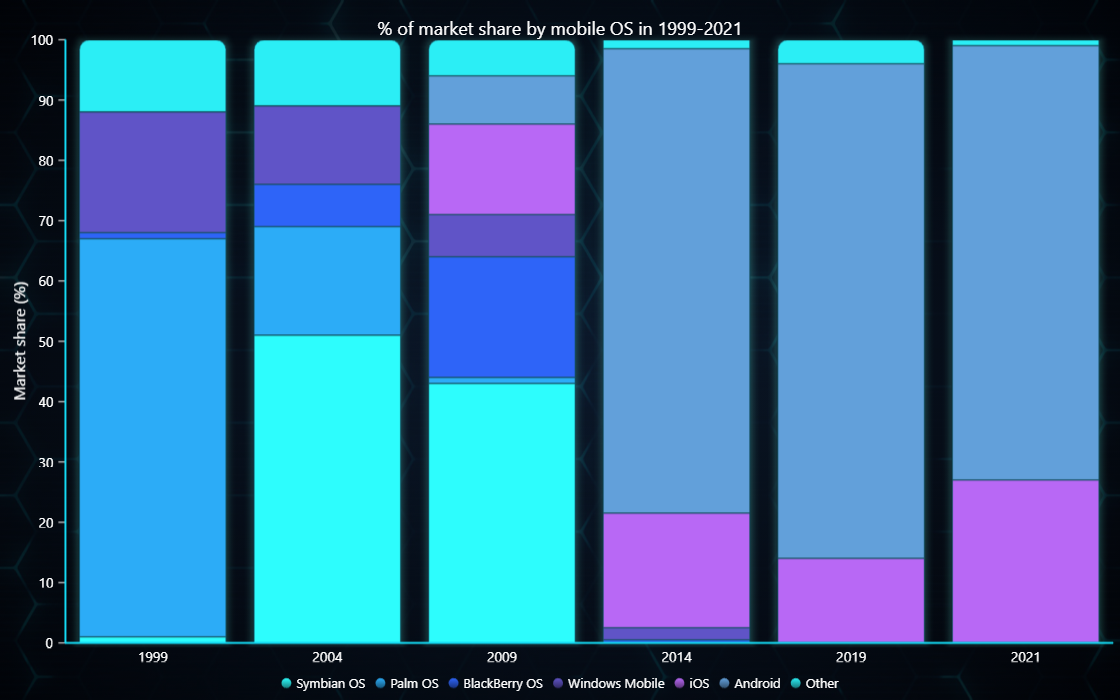 % of market share by mobile OS in 1999-2021
100
90
80
70
60
50
40
30
20
10
0
Market share (%)
1999 2004 2009 2014 2019 2021
Symbian OS Palm OS BlackBerry OS Windows Mobile iOS Android Other